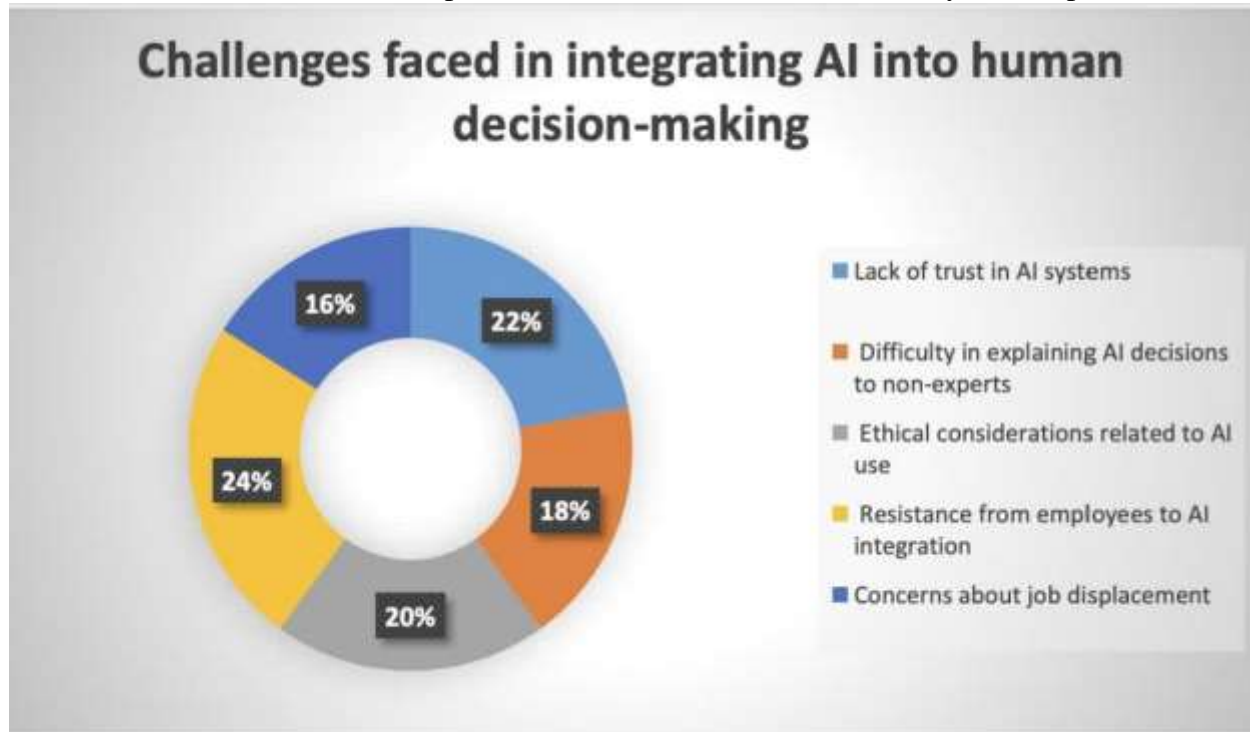 Challenges faced in integrating AI into human
decision-making
16%
22%
24%
18%
20%
Lack of trust in AI systems
Difficulty in explaining AI decisions
to non-experts
Ethical considerations related to AI
use
Resistance from employees to AI
integration
Concerns about job displacement